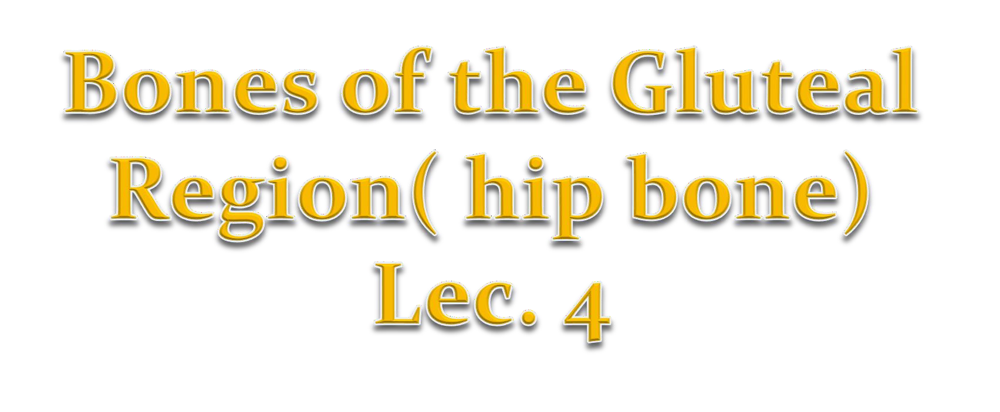 Bones of the Gluteal
Region( hip bone)
Lec. 4